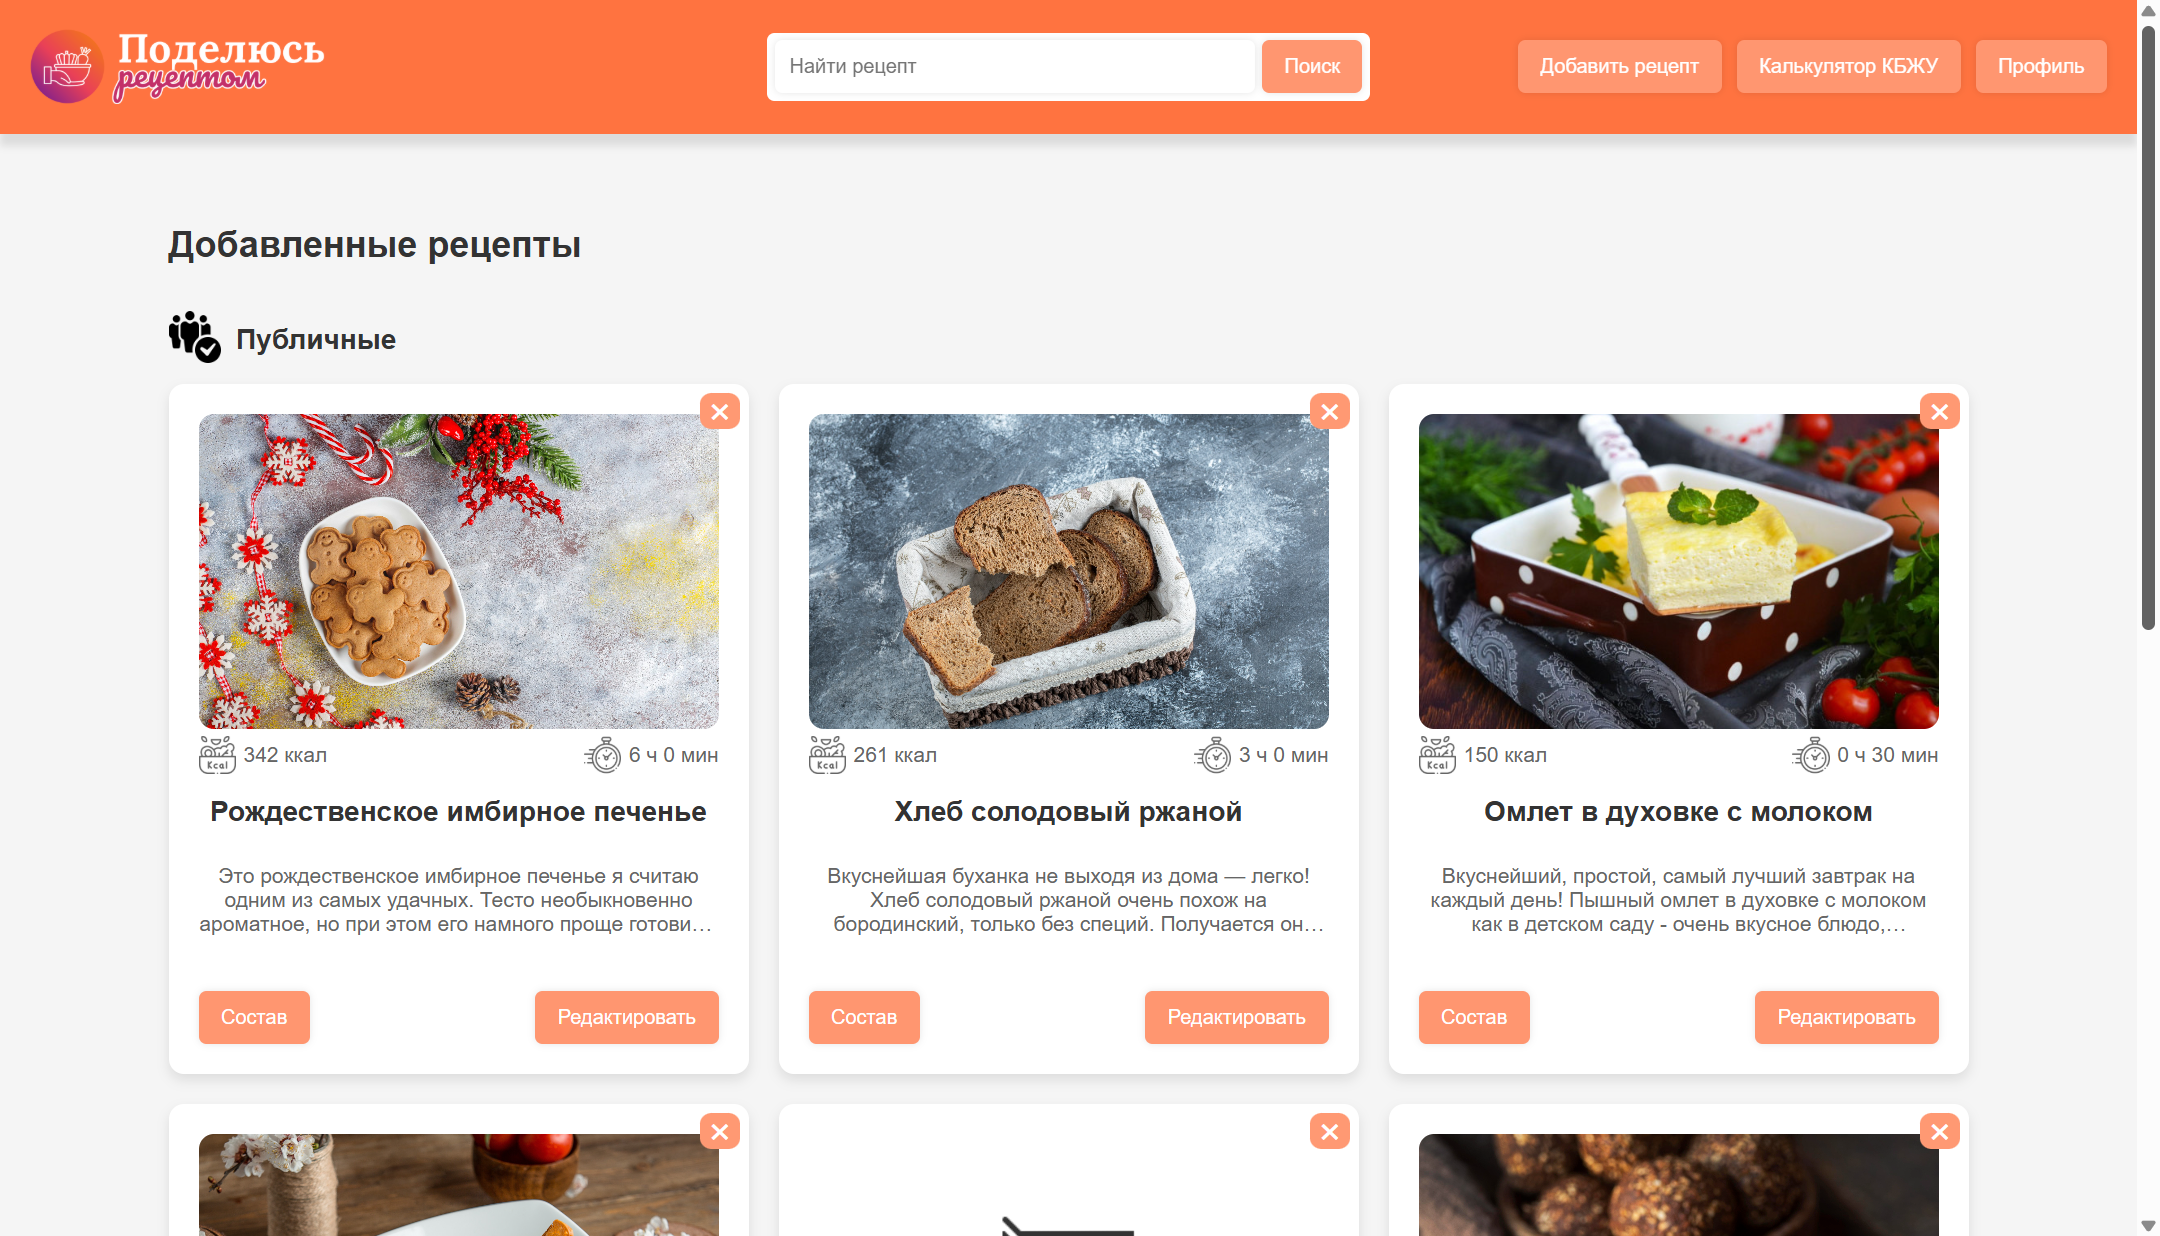 Поделюсь
рецептом
Найти рецепт
Поиск
Добавить рецепт
Калькулятор КБЖУ
Профиль
Добавленные рецепты
Публичные
Kcal 342 ккал
6 ч 0 мин
Рождественское имбирное печенье
Это рождественское имбирное печенье я считаю
одним из самых удачных. Тесто необыкновенно
ароматное, но при этом его намного проще готови…
Состав
Редактировать
Kcal 261 ккал
3 ч 0 мин
Хлеб солодовый ржаной
Вкуснейшая буханка не выходя из дома — легко!
Хлеб солодовый ржаной очень похож на
бородинский, только без специй. Получается он…
Состав
Редактировать
Kcal 150 ккал
0 ч 30 мин
Омлет в духовке с молоком
Вкуснейший, простой, самый лучший завтрак на
каждый день! Пышный омлет в духовке с молоком
как в детском саду - очень вкусное блюдо,…
Состав
Редактировать